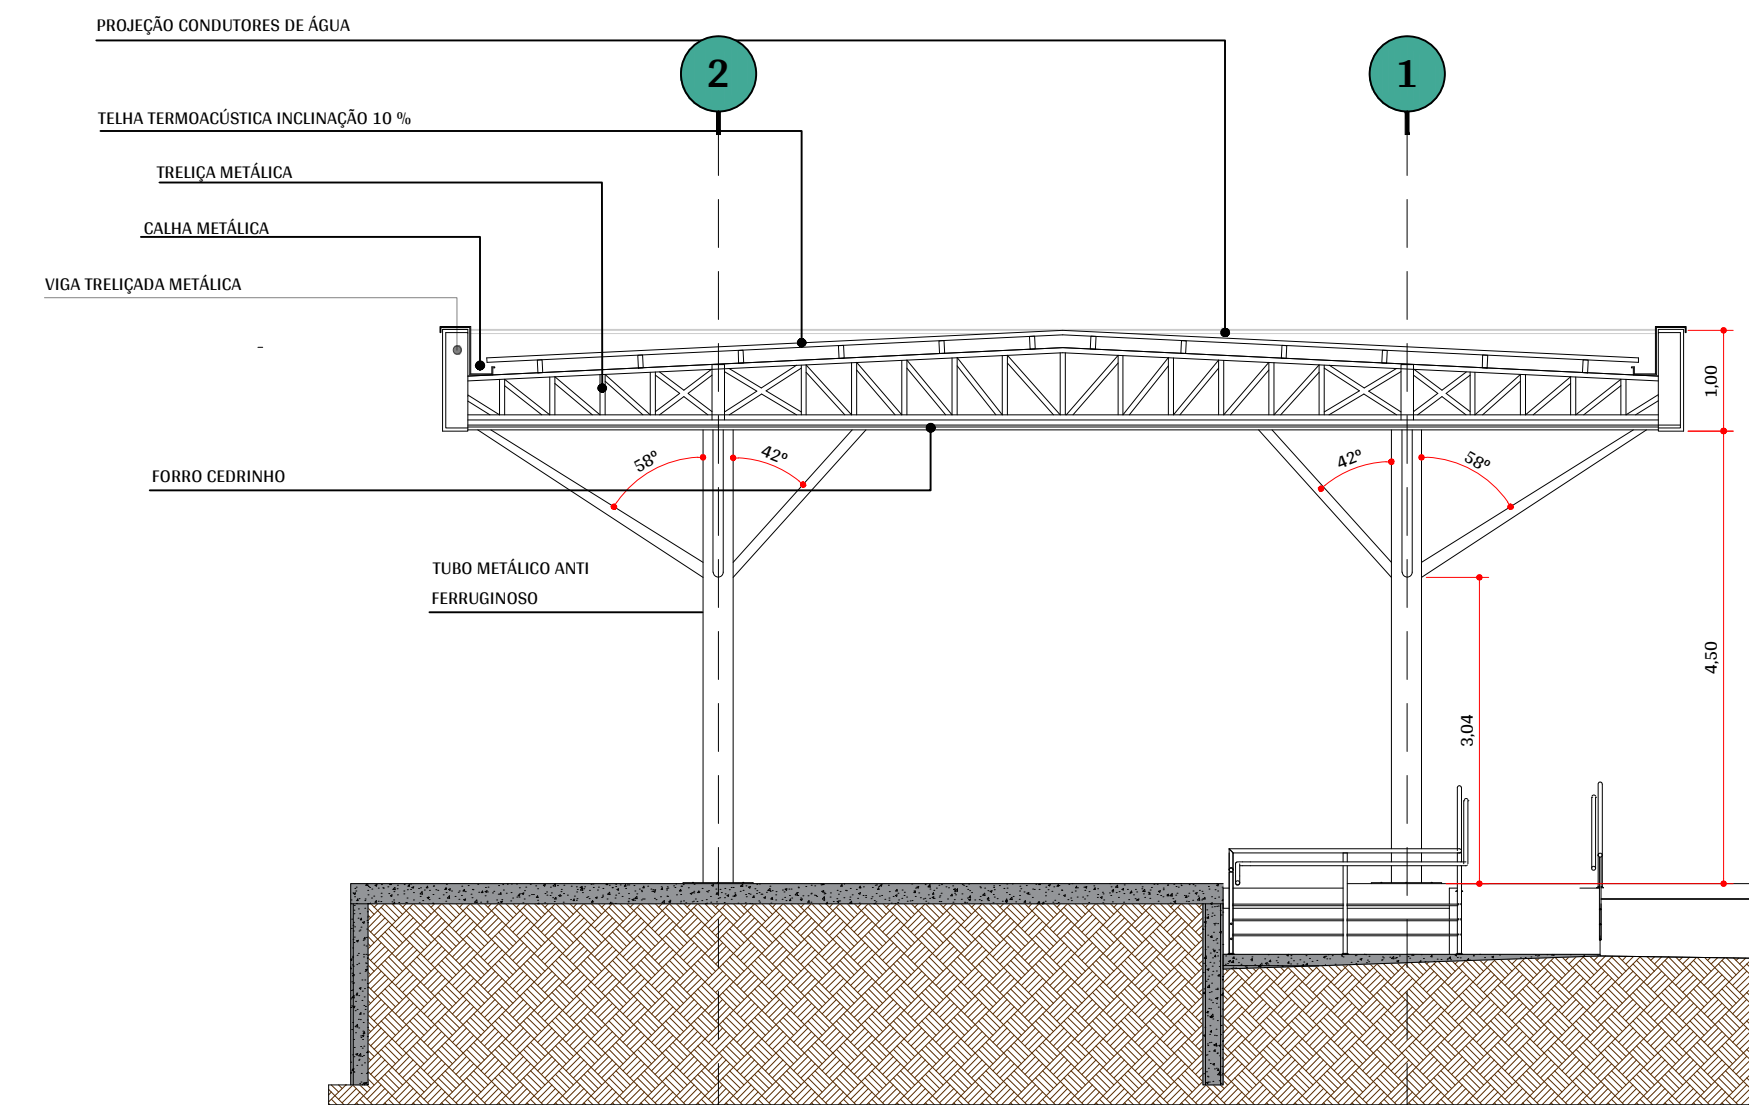 PROJEÇÃO CONDUTORES DE ÁGUA
2
1
TELHA TERMOACÚSTICA INCLINAÇÃO 10 %
TRELIÇA METÁLICA
CALHA METÁLICA
VIGA TRELIÇADA METÁLICA
-
1,00
58º
42º
42º
58º
FORRO CEDRINHO
TUBO METÁLICO ANTI
FERRUGINOSO
4,50
3,04